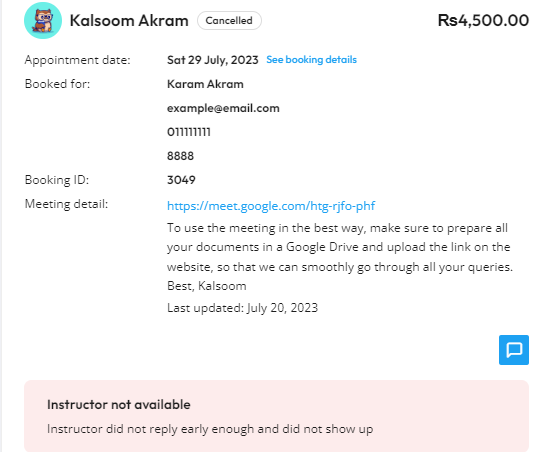 Kalsoom Akram Cancelled Rs4,500.00
Appointment date: Sat 29 July, 2023 See booking details
Booked for: Karam Akram
example@email.com
011111111
8888
Booking ID: 3049
Meeting detail: https://meet.google.com/htg-rjfo-phf
To use the meeting in the best way, make sure to prepare all
your documents in a Google Drive and upload the link on the
website, so that we can smoothly go through all your queries.
Best, Kalsoom
Last updated: July 20, 2023
Instructor not available
Instructor did not reply early enough and did not show up